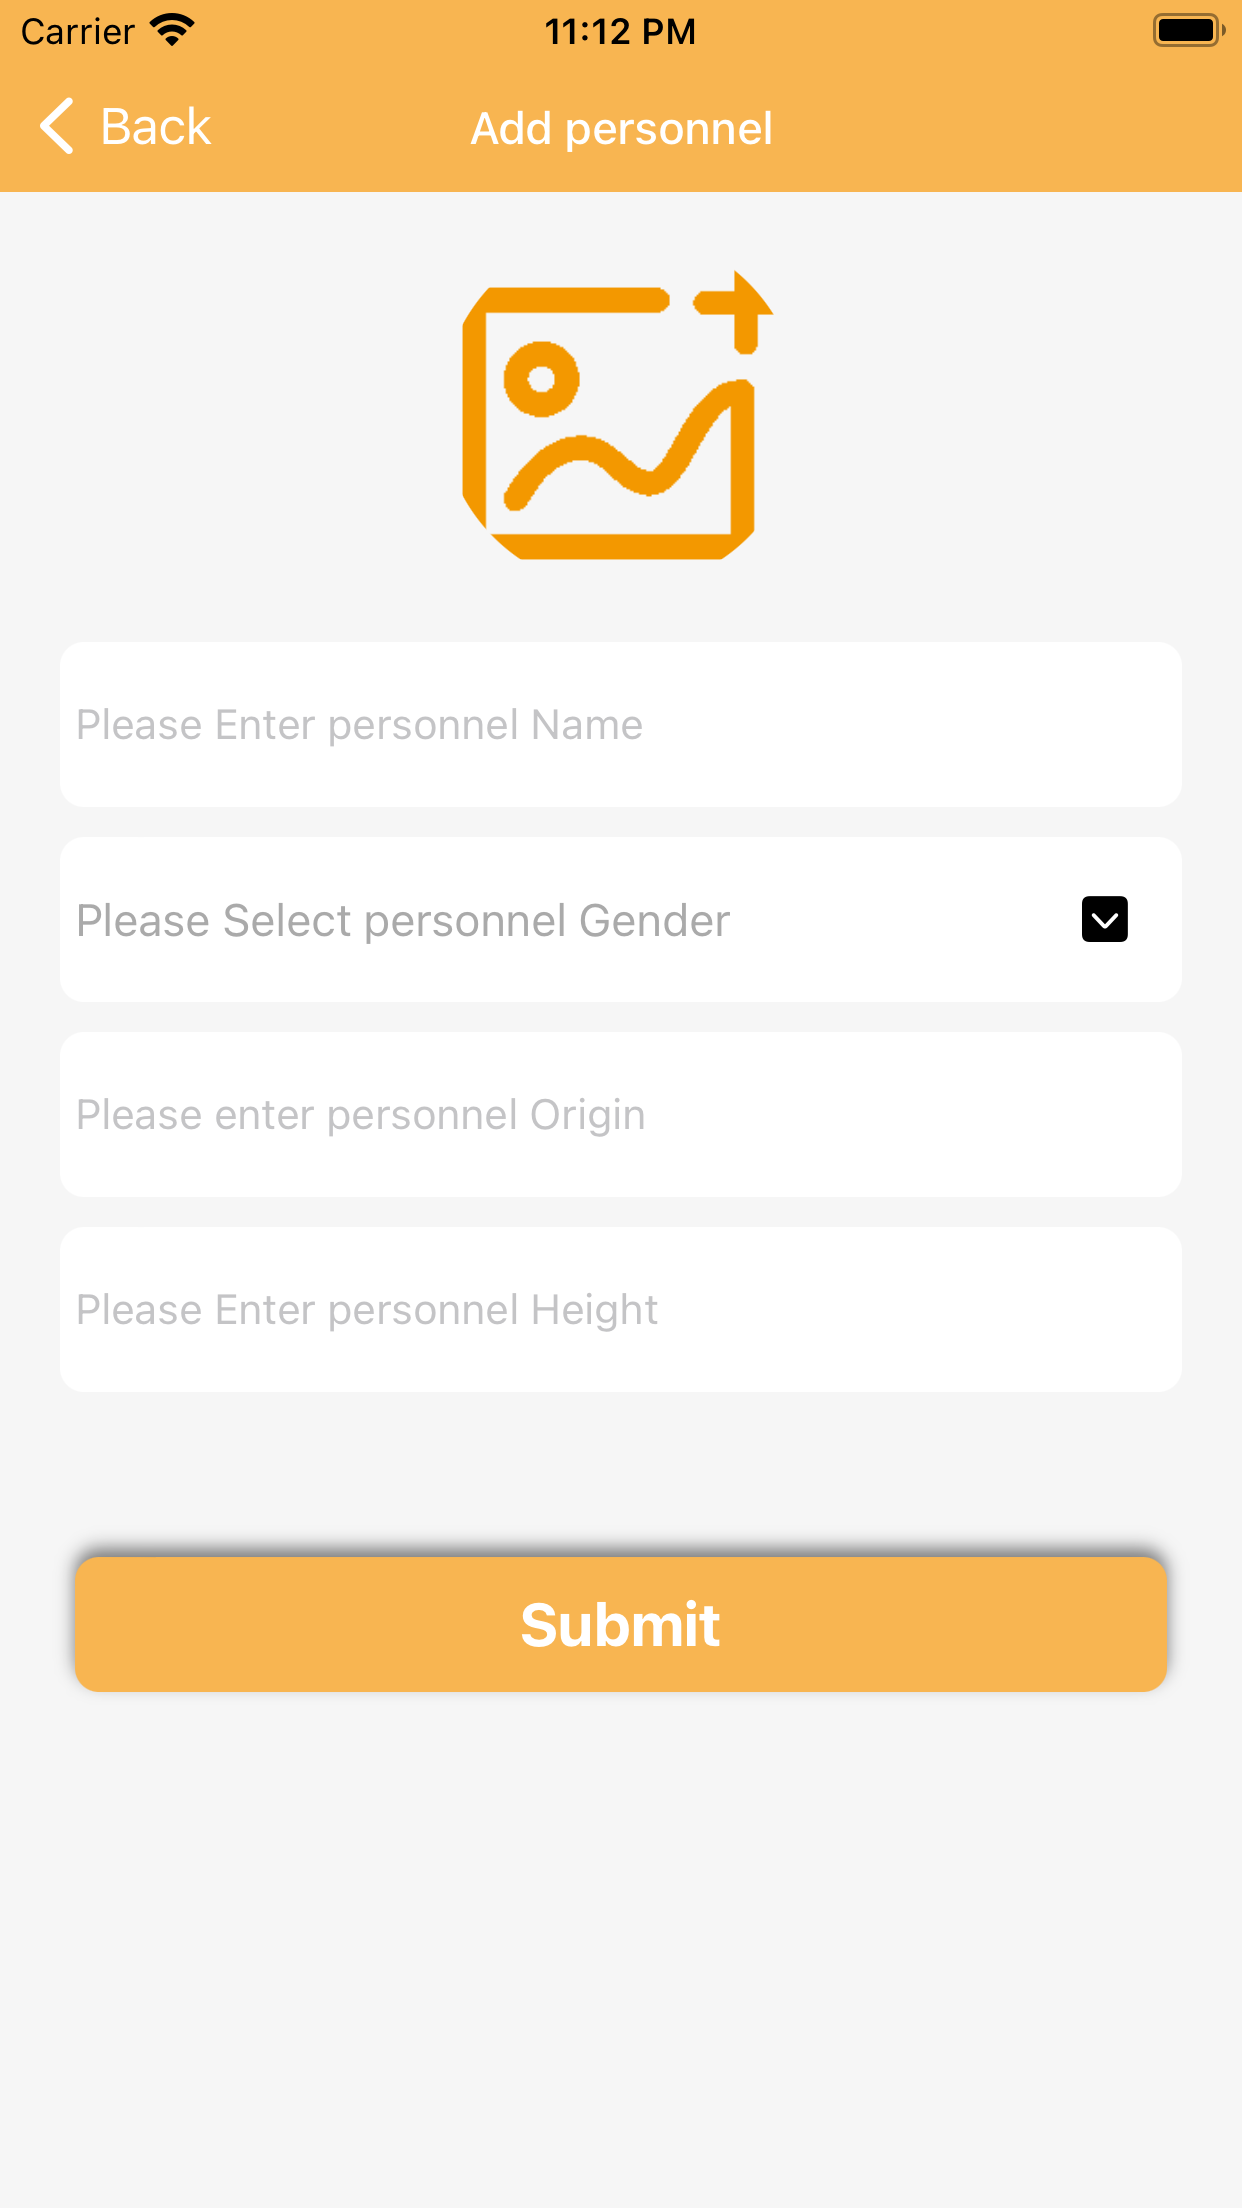 Carrier 11:12 PM
Back Add personnel
Please Enter personnel Name
Please Select personnel Gender
Please enter personnel Origin
Please Enter personnel Height
Submit